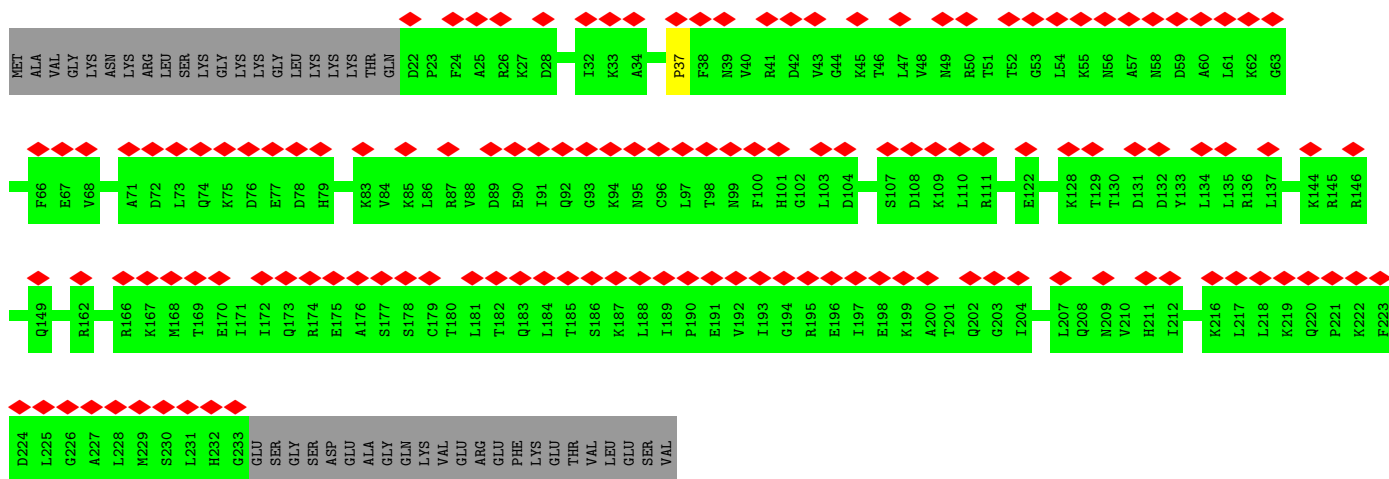 MET ALA VAL GLY LYS ASN LYS ARG LEU SER LYS GLY LYS LYS GLY LEU LYS LYS LYS THR GLN D22 P23 F24 A25 R26 K27 D28 I32 K33 A34 P37 F38 N39 V40 R41 D42 V43 G44 K45 T46 L47 V48 N49 R50 T51 T52 G53 L54 K55 N56 A57 N58 D59 A60 L61 K62 G63
F66 E67 V68 A71 D72 L73 Q74 K75 D76 E77 D78 H79 K83 V84 K85 L86 R87 V88 D89 E90 I91 Q92 G93 K94 N95 C96 L97 T98 N99 F100 H101 G102 L103 D104 S107 D108 K109 L110 R111 E122 K128 T129 T130 D131 D132 Y133 L134 L135 R136 L137 K144 R145 R146
Q149 R162 R166 K167 M168 T169 E170 I171 I172 Q173 R174 E175 A176 S177 S178 C179 T180 L181 T182 Q183 L184 T185 S186 K187 L188 I189 P190 E191 V192 I193 G194 R195 E196 I197 E198 K199 A200 T201 Q202 G203 I204 L207 Q208 N209 V210 H211 I212 K216 L217 L218 K219 Q220 P221 K222 F223
D224 L225 G226 A227 L228 M229 S230 L231 H232 G233 GLU SER GLY SER ASP GLU ALA GLY GLN LYS VAL GLU ARG GLU PHE LYS GLU THR VAL LEU GLU SER VAL